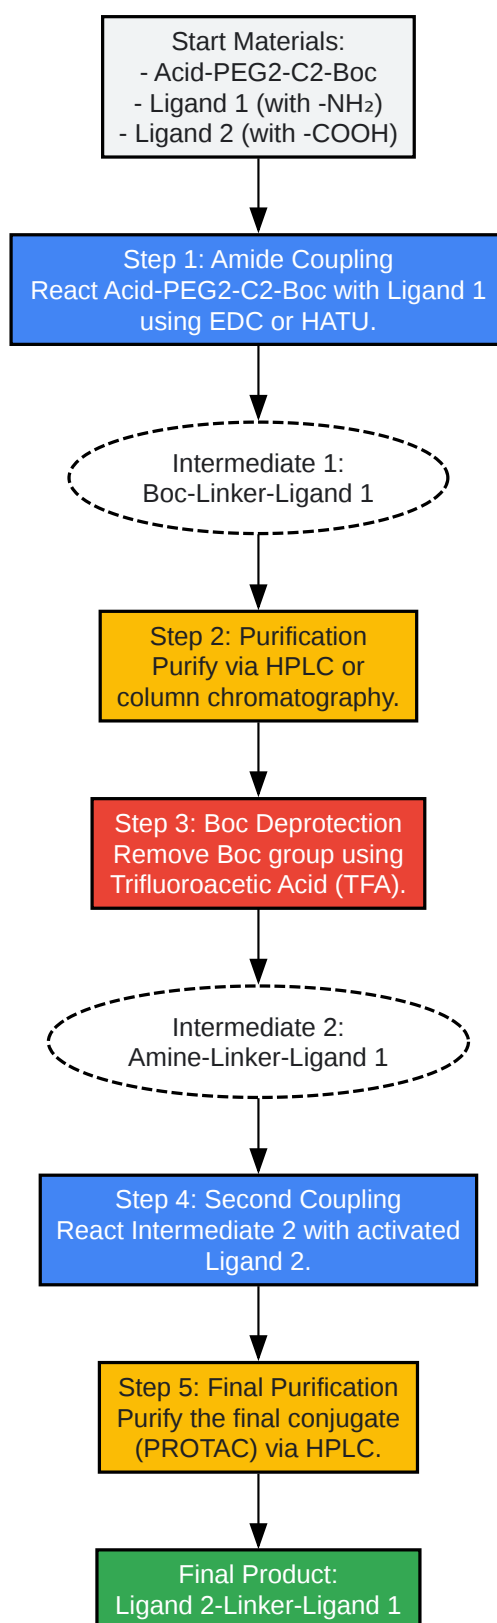 Start Materials:
- Acid-PEG2-C2-Boc
- Ligand 1 (with -NH₂)
- Ligand 2 (with -COOH)
Step 1: Amide Coupling
React Acid-PEG2-C2-Boc with Ligand 1
using EDC or HATU.
Intermediate 1:
Boc-Linker-Ligand 1
Step 2: Purification
Purify via HPLC or
column chromatography.
Step 3: Boc Deprotection
Remove Boc group using
Trifluoroacetic Acid (TFA).
Intermediate 2:
Amine-Linker-Ligand 1
Step 4: Second Coupling
React Intermediate 2 with activated
Ligand 2.
Step 5: Final Purification
Purify the final conjugate
(PROTAC) via HPLC.
Final Product:
Ligand 2-Linker-Ligand 1